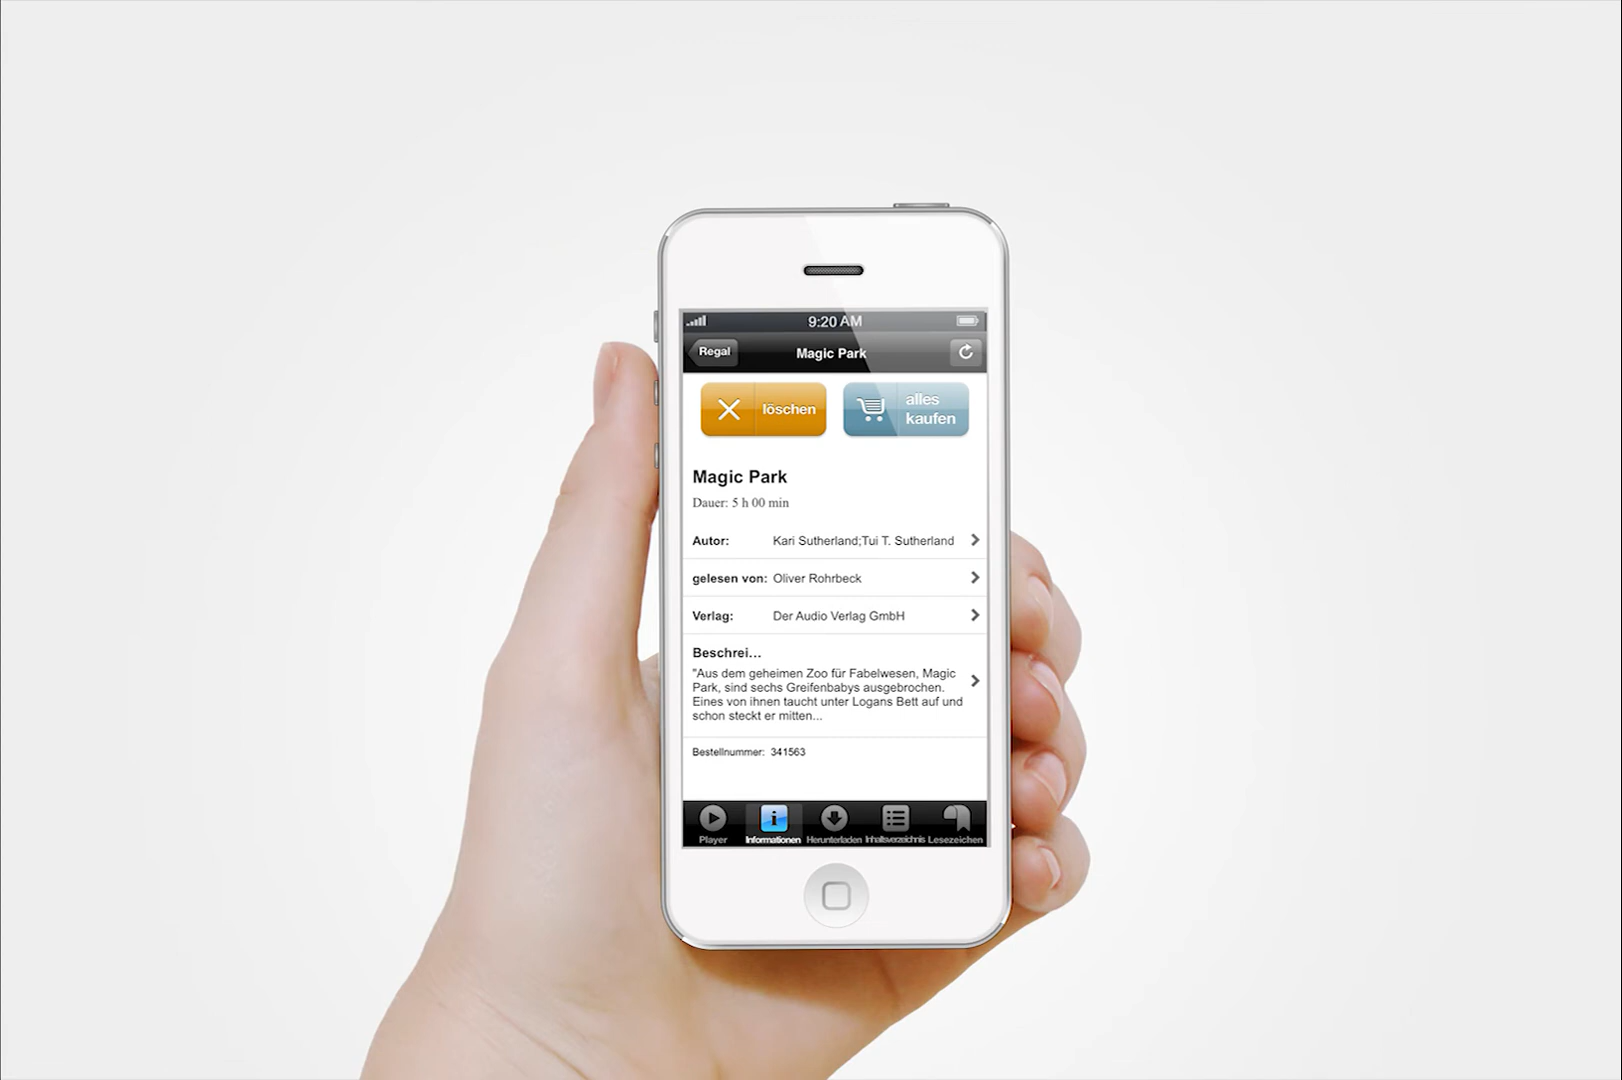 9:20 AM
Regal
Magic Park
löschen
alles
kaufen
Magic Park
Dauer: 5 h 00 min
Autor: Kari Sutherland;Tui T. Sutherland
gelesen von: Oliver Rohrbeck
Verlag: Der Audio Verlag GmbH
Beschrei...
"Aus dem geheimen Zoo für Fabelwesen, Magic
Park, sind sechs Greifenbabys ausgebrochen.
Eines von ihnen taucht unter Logans Bett auf und
schon steckt er mitten...
Bestellnummer: 341563
Player Informationen Herunterladen Inhaltsverzeichnis Lesezeichen